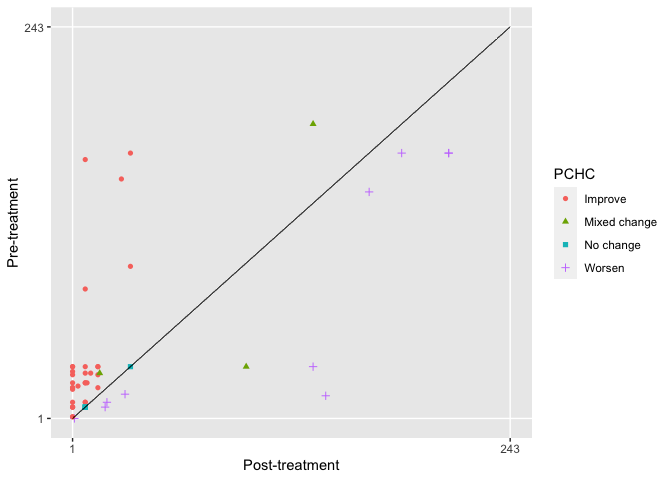 243
1
Pre-treatment
1
243
Post-treatment
PCHC
Improve
Mixed change
No change
Worsen